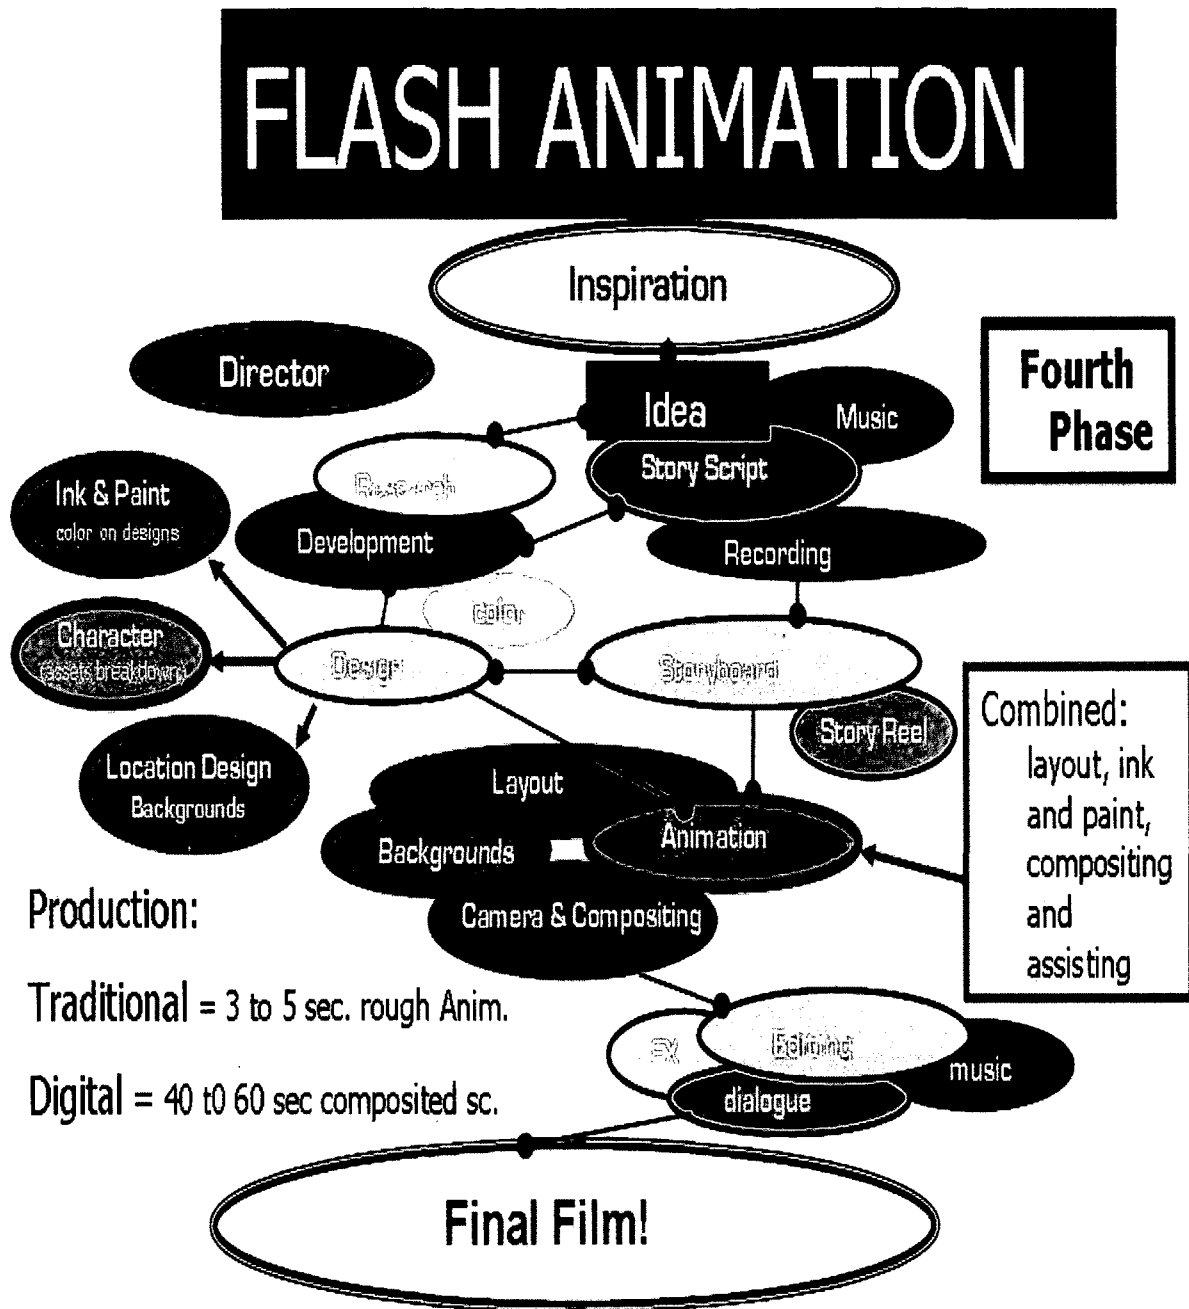 FLASH ANIMATION
Inspiration
Director
Idea
Music
Fourth
Phase
Research
Story Script
Ink & Paint
color on designs
Development
Recording
color
Character
(assets breakdown)
Design
Storyboard
Story Reel
Location Design
Backgrounds
Layout
Animation
Backgrounds
Camera & Compositing
Combined:
layout, ink
and paint,
compositing
and
assisting
Production:
Traditional = 3 to 5 sec. rough Anim.
Digital = 40 t0 60 sec composited sc.
FX
Editing
music
dialogue
Final Film!